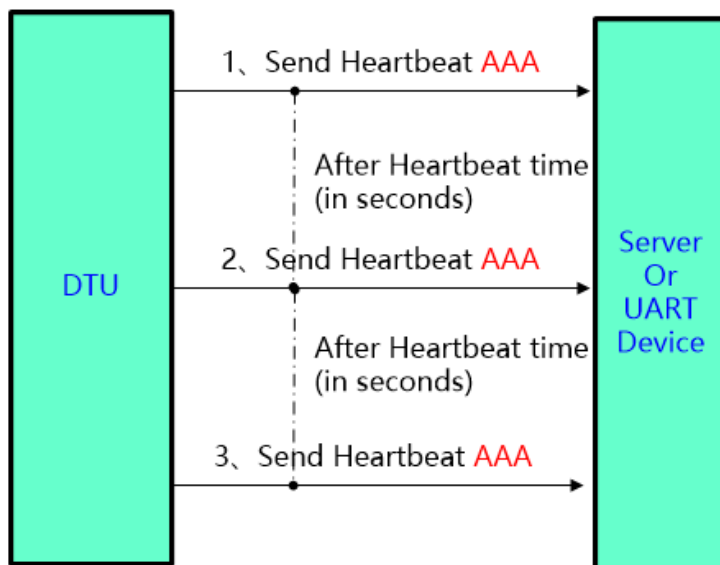 1、Send Heartbeat AAA
After Heartbeat time
(in seconds)
2、Send Heartbeat AAA
DTU
Server
Or
UART
Device
After Heartbeat time
(in seconds)
3、Send Heartbeat AAA